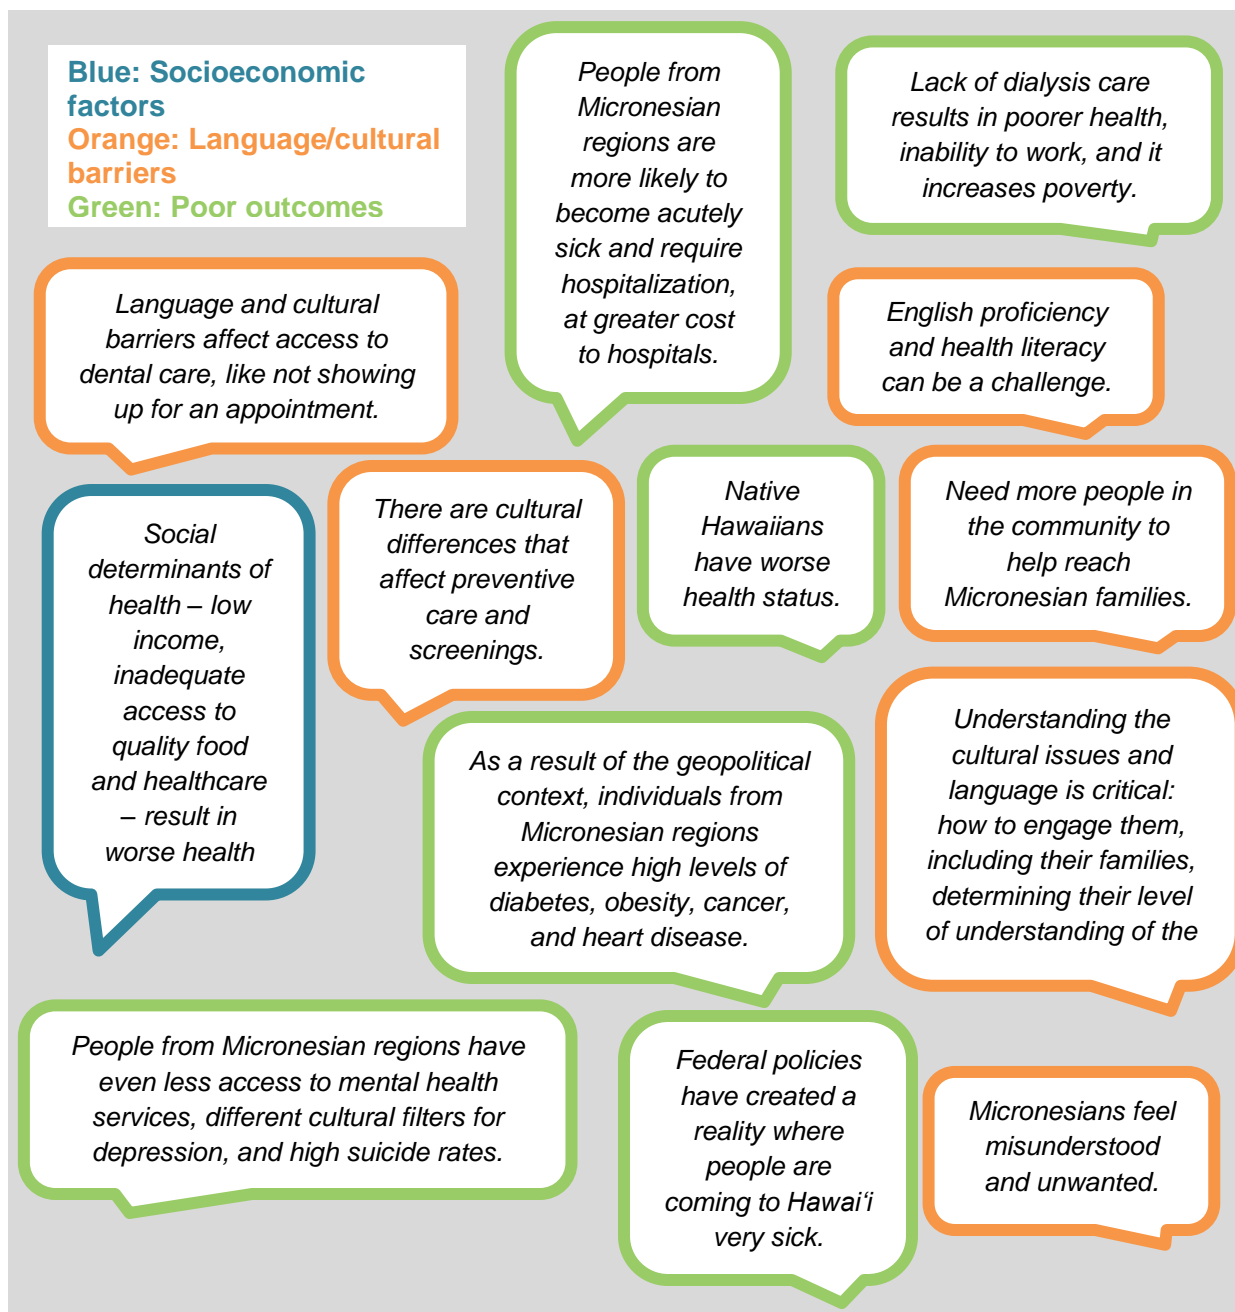 Blue: Socioeconomic
factors
Orange: Language/cultural
barriers
Green: Poor outcomes
People from
Micronesian
regions are
more likely to
become acutely
sick and require
hospitalization,
at greater cost
to hospitals.
Lack of dialysis care
results in poorer health,
inability to work, and it
increases poverty.
Language and cultural
barriers affect access to
dental care, like not showing
up for an appointment.
English proficiency
and health literacy
can be a challenge.
Social
determinants of
health – low
income,
inadequate
access to
quality food
and healthcare
– result in
worse health
There are cultural
differences that
affect preventive
care and
screenings.
Native
Hawaiians
have worse
health status.
Need more people in
the community to
help reach
Micronesian families.
As a result of the geopolitical
context, individuals from
Micronesian regions
experience high levels of
diabetes, obesity, cancer,
and heart disease.
Understanding the
cultural issues and
language is critical:
how to engage them,
including their families,
determining their level
of understanding of the
People from Micronesian regions have
even less access to mental health
services, different cultural filters for
depression, and high suicide rates.
Federal policies
have created a
reality where
people are
coming to Hawaiʻi
very sick.
Micronesians feel
misunderstood
and unwanted.